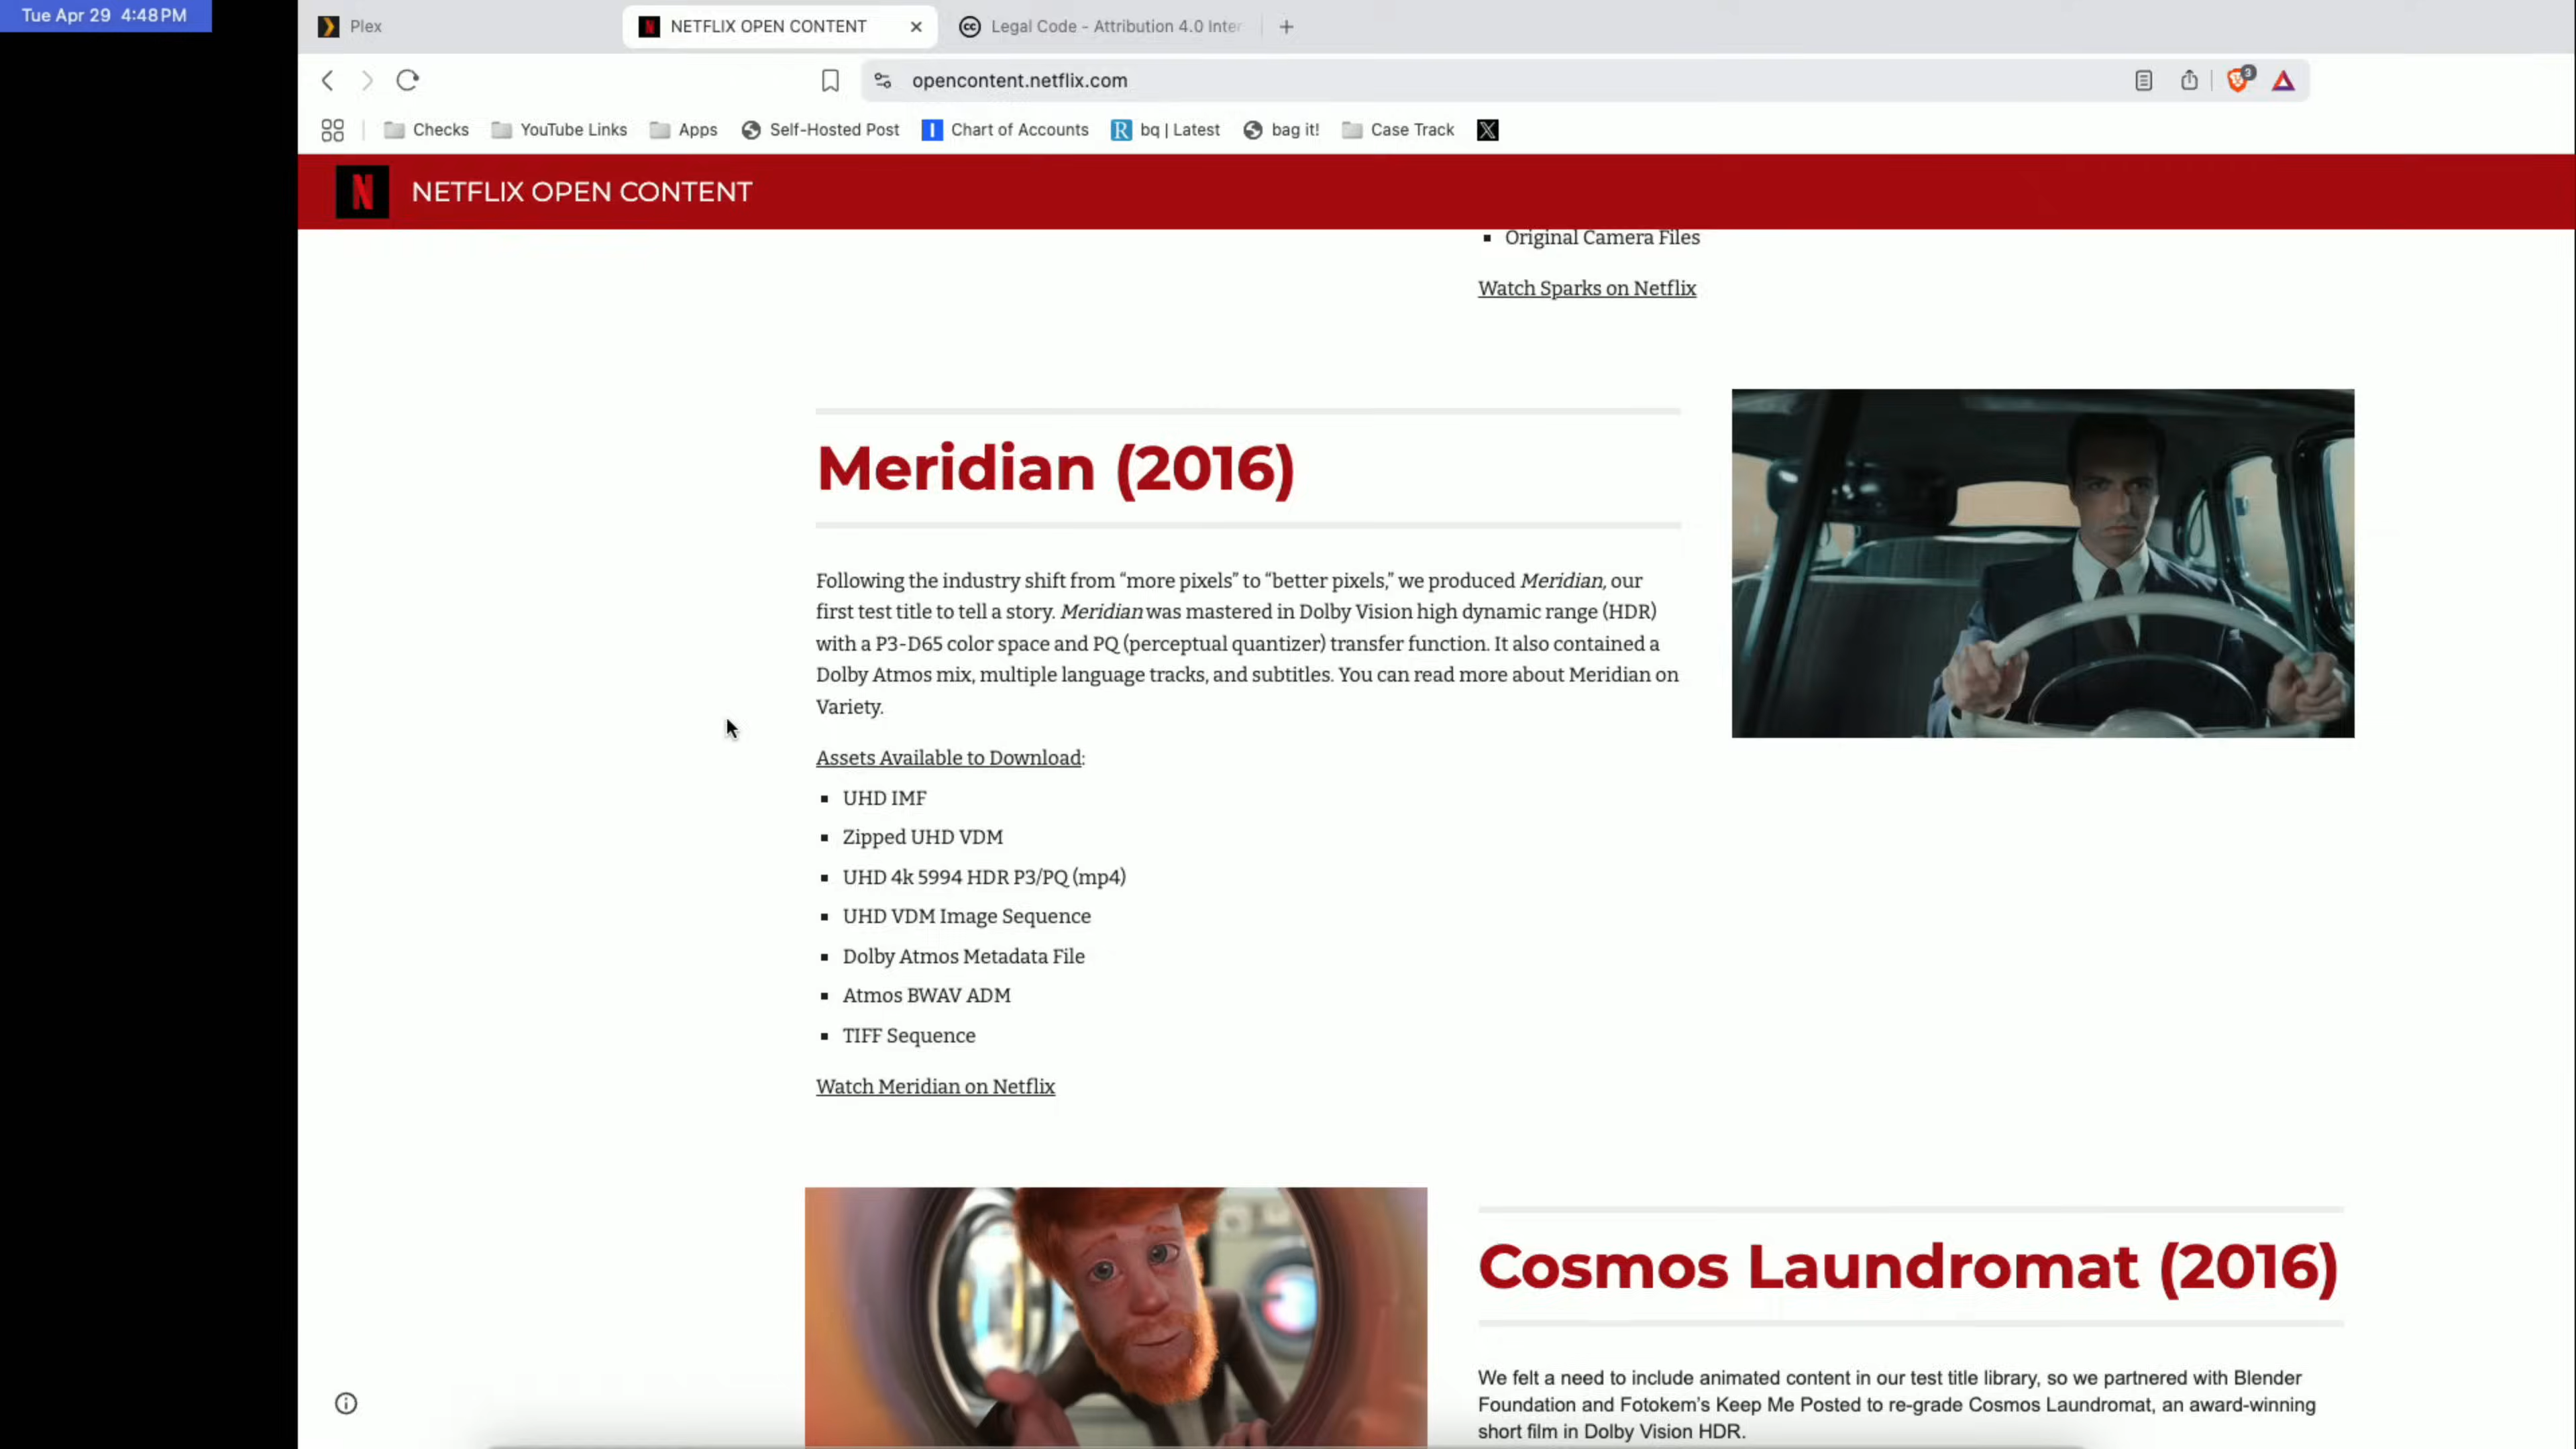 Tue Apr 29 4:48 PM
Plex
NETFLIX OPEN CONTENT
Legal Code - Attribution 4.0 Inter
opencontent.netflix.com
3
Checks
YouTube Links
Apps
Self-Hosted Post
Chart of Accounts
bq | Latest
bag it!
Case Track
NETFLIX OPEN CONTENT
▪ Original Camera Files
Watch Sparks on Netflix
Meridian (2016)
Following the industry shift from “more pixels” to “better pixels,” we produced Meridian, our
first test title to tell a story. Meridian was mastered in Dolby Vision high dynamic range (HDR)
with a P3-D65 color space and PQ (perceptual quantizer) transfer function. It also contained a
Dolby Atmos mix, multiple language tracks, and subtitles. You can read more about Meridian on
Variety.
Assets Available to Download:
▪ UHD IMF
▪ Zipped UHD VDM
▪ UHD 4k 5994 HDR P3/PQ (mp4)
▪ UHD VDM Image Sequence
▪ Dolby Atmos Metadata File
▪ Atmos BWAV ADM
▪ TIFF Sequence
Watch Meridian on Netflix
Cosmos Laundromat (2016)
We felt a need to include animated content in our test title library, so we partnered with Blender
Foundation and Fotokem’s Keep Me Posted to re-grade Cosmos Laundromat, an award-winning
short film in Dolby Vision HDR.